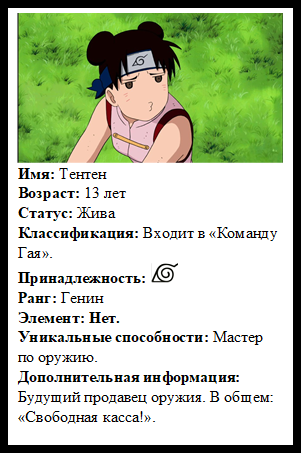 Имя: Тентен
Возраст: 13 лет
Статус: Жива
Классификация: Входит в «Команду
Гая».
Принадлежность:
Ранг: Генин
Элемент: Нет.
Уникальные способности: Мастер
по оружию.
Дополнительная информация:
Будущий продавец оружия. В общем:
«Свободная касса!».